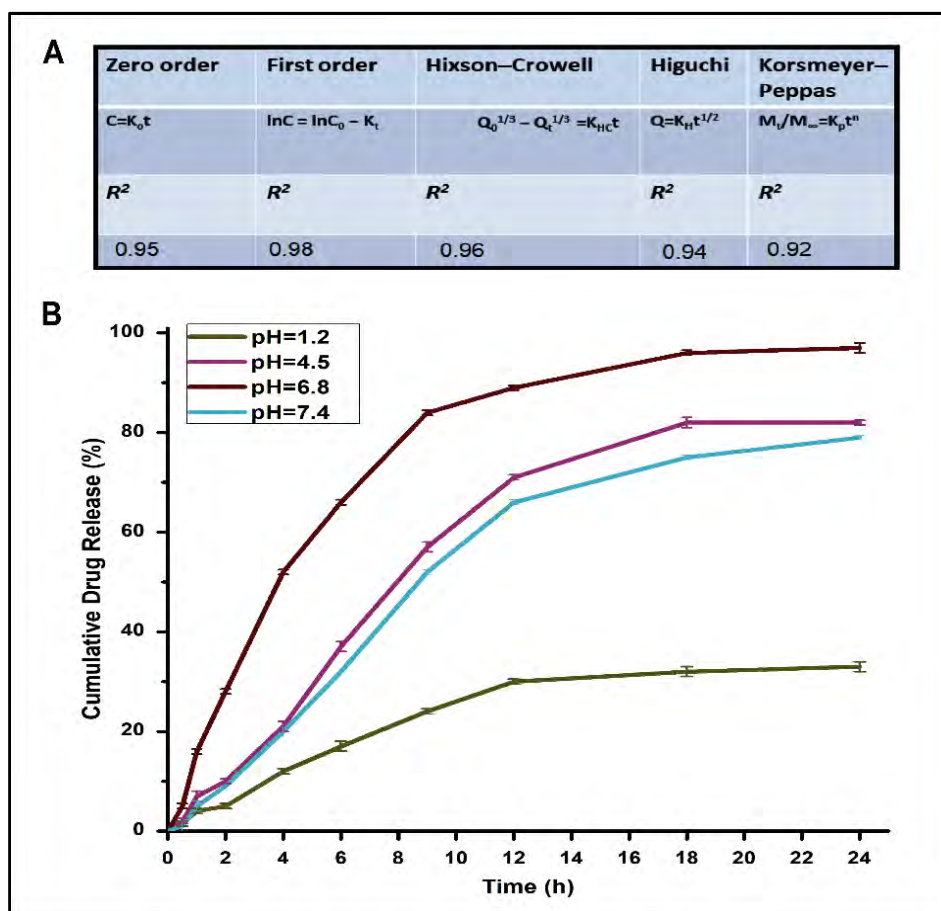 A
Zero order First order Hixson–Crowell Higuchi Korsmeyer–
Peppas
C=K₀t lnC = lnC₀ – Kₜ Q₀^1/3 – Qₜ^1/3 =K_HCt Q=K_Ht^1/2 Mₜ/M∞=Kₚtⁿ
R² R² R² R² R²
0.95 0.98 0.96 0.94 0.92
B
pH=1.2
pH=4.5
pH=6.8
pH=7.4
Cumulative Drug Release (%)
100
80
60
40
20
0
0 2 4 6 8 10 12 14 16 18 20 22 24
Time (h)